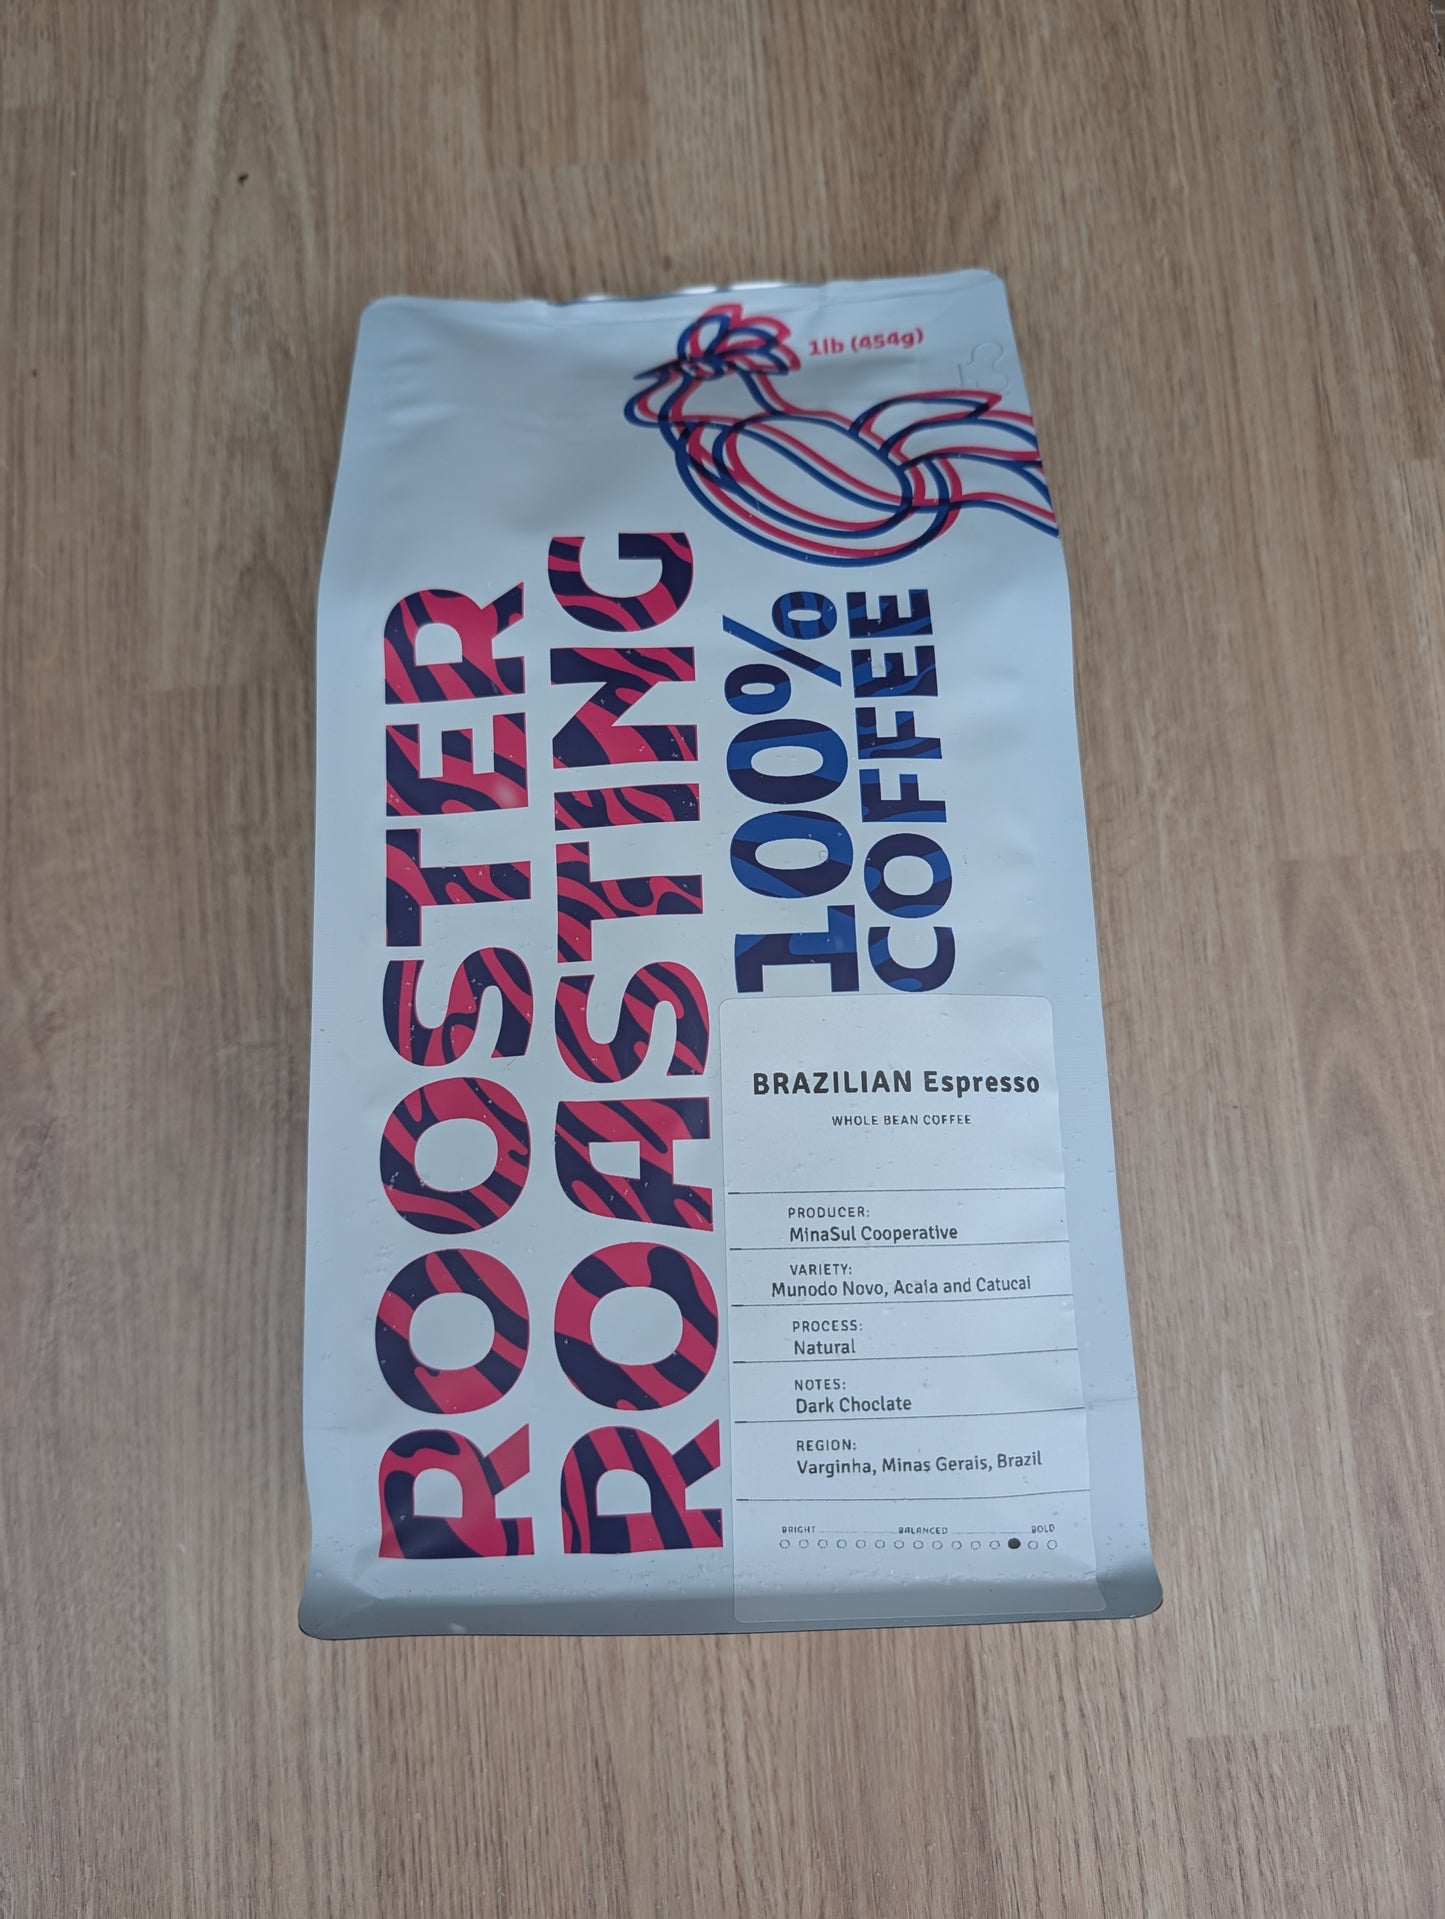 1lb (454g)
ROOSTER
ROASTING
100%
COFFEE
BRAZILIAN Espresso
WHOLE BEAN COFFEE
PRODUCER:
MinaSul Cooperative
VARIETY:
Munodo Novo, Acaia and Catucai
PROCESS:
Natural
NOTES:
Dark Choclate
REGION:
Varginha, Minas Gerais, Brazil
BRIGHT BALANCED BOLD